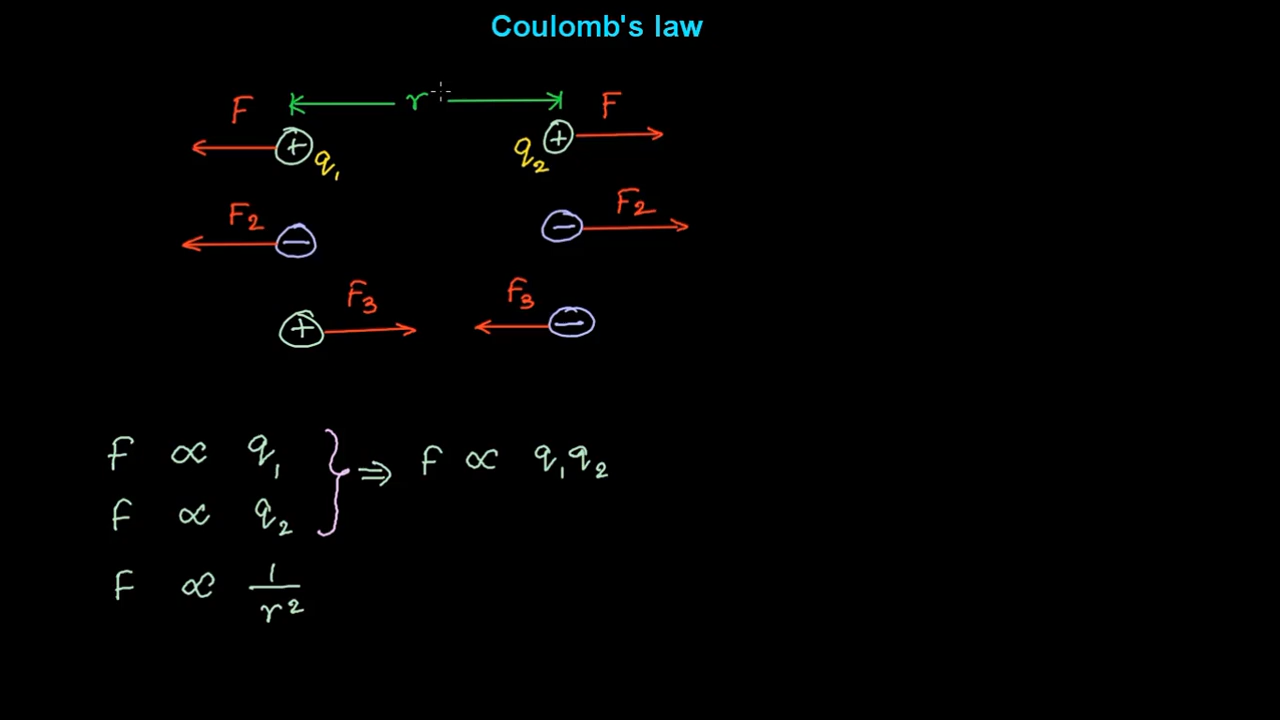 Coulomb's law
F r F
+ q₁ q₂ +
F₂ F₂
− −
F₃ F₃
+ −
F ∝ q₁ } ⇒ F ∝ q₁q₂
F ∝ q₂
F ∝ 1/r²